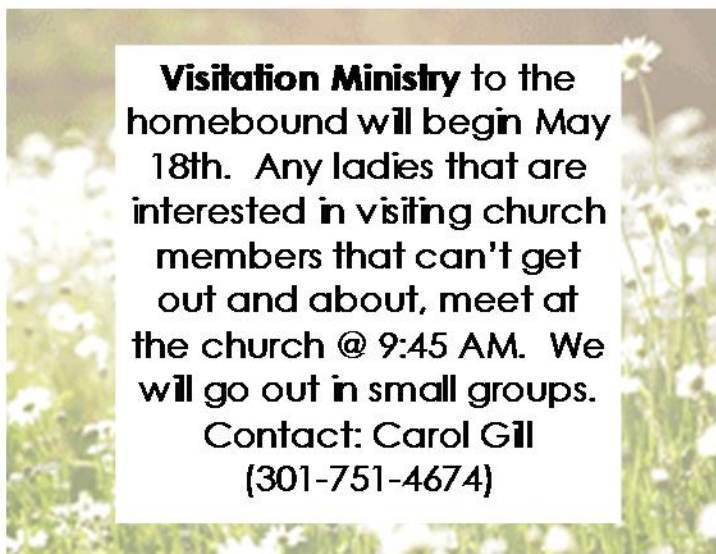 Visitation Ministry to the
homebound will begin May
18th.  Any ladies that are
interested in visiting church
members that can't get
out and about, meet at
the church @ 9:45 AM.  We
will go out in small groups.
Contact: Carol Gill
(301-751-4674)